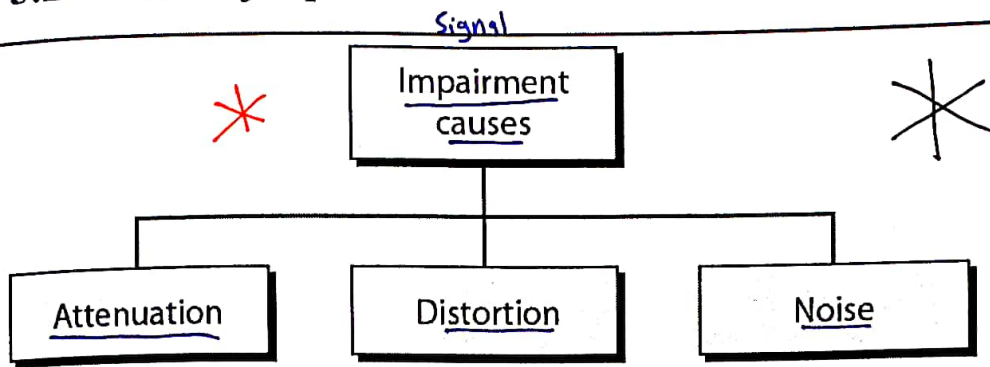 Signal
Impairment
causes
Attenuation
Distortion
Noise